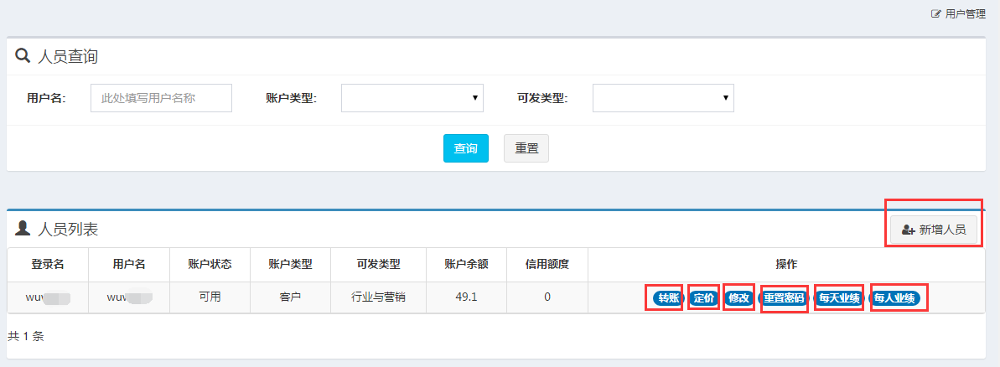 用户管理
人员查询
用户名: 此处填写用户名称 账户类型: 可发类型:
查询 重置
人员列表 新增人员
登录名 用户名 账户状态 账户类型 可发类型 账户余额 信用额度 操作
可用 客户 行业与营销 49.1 0 转账 定价 修改 重置密码 每天业绩 每人业绩
共 1 条